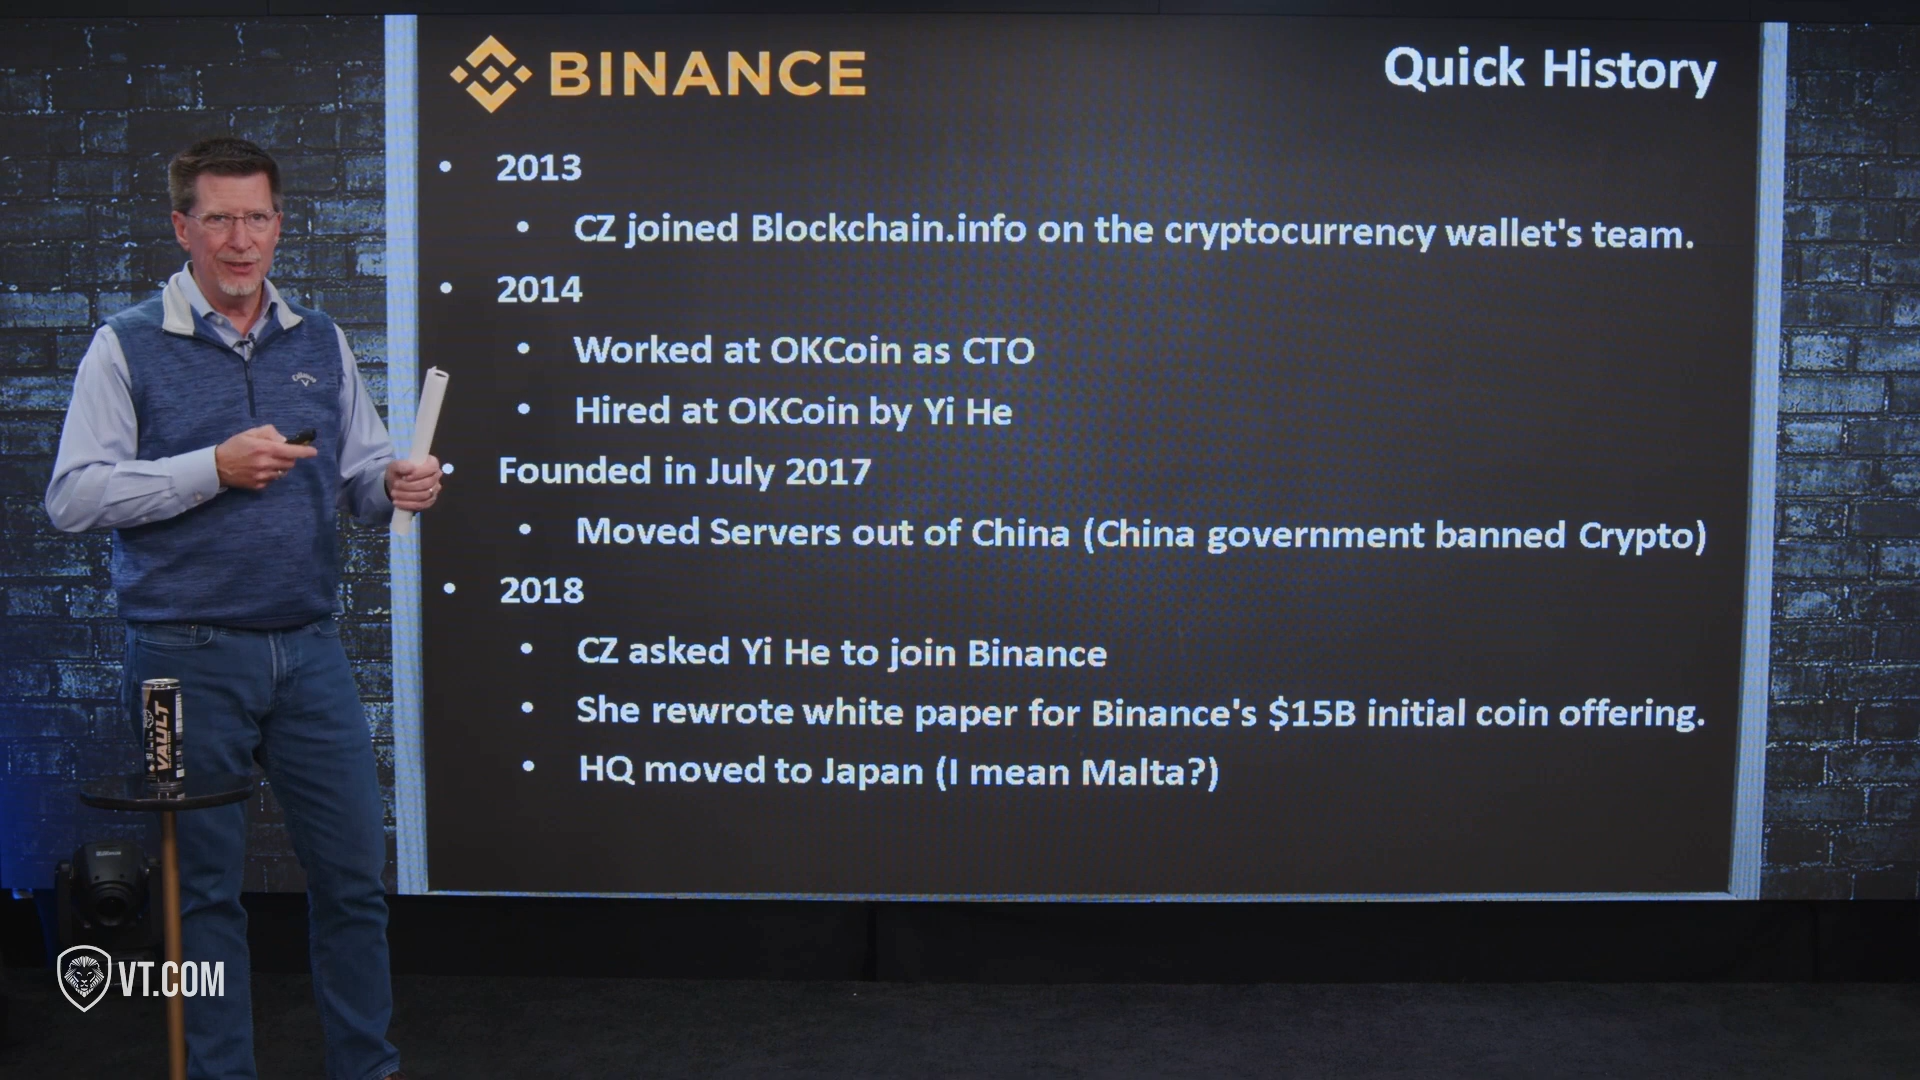 BINANCE
Quick History
• 2013
• CZ joined Blockchain.info on the cryptocurrency wallet's team.
• 2014
• Worked at OKCoin as CTO
• Hired at OKCoin by Yi He
• Founded in July 2017
• Moved Servers out of China (China government banned Crypto)
• 2018
• CZ asked Yi He to join Binance
• She rewrote white paper for Binance's $15B initial coin offering.
• HQ moved to Japan (I mean Malta?)
VAULT
VT.COM